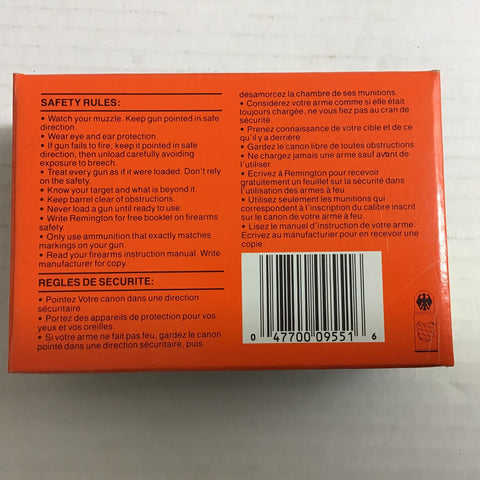 SAFETY RULES:
• Watch your muzzle. Keep gun pointed in safe
direction.
• Wear eye and ear protection.
• If gun fails to fire, keep it pointed in safe
direction, then unload carefully avoiding
exposure to breech.
• Treat every gun as if it were loaded. Don't rely
on the safety.
• Know your target and what is beyond it.
• Keep barrel clear of obstructions.
• Never load a gun until ready to use.
• Write Remington for free booklet on firearms
safety.
• Only use ammunition that exactly matches
markings on your gun.
• Read your firearms instruction manual. Write
manufacturer for copy.
REGLES DE SECURITE:
• Pointez Votre canon dans une direction
sécuritaire.
• Portez des appareils de protection pour vos
yeux et vos oreilles.
• Si votre arme ne fait pas feu, gardez le canon
pointé dans une direction sécuritaire, puis
désamorcez la chambre de ses munitions.
• Considérez votre arme comme si elle était
toujours chargée, ne vous fiez pas au cran de
sécurité.
• Prenez connaissance de votre cible et de ce
qu'il y a derrière.
• Gardez le canon libre de toutes obstructions.
• Ne chargez jamais une arme sauf avant de
l'utiliser.
• Ecrivez à Remington pour recevoir
gratuitement un feuillet sur la sécurité dans
l'utilisation des armes à feu.
• Utilisez seulement les munitions qui
correspondent à l'inscription du calibre inscrit
sur le canon de votre arme à feu.
• Lisez le manuel d'instruction de votre arme.
Ecrivez au manufacturier pour en recevoir une
copie.
0 47700 09551 6